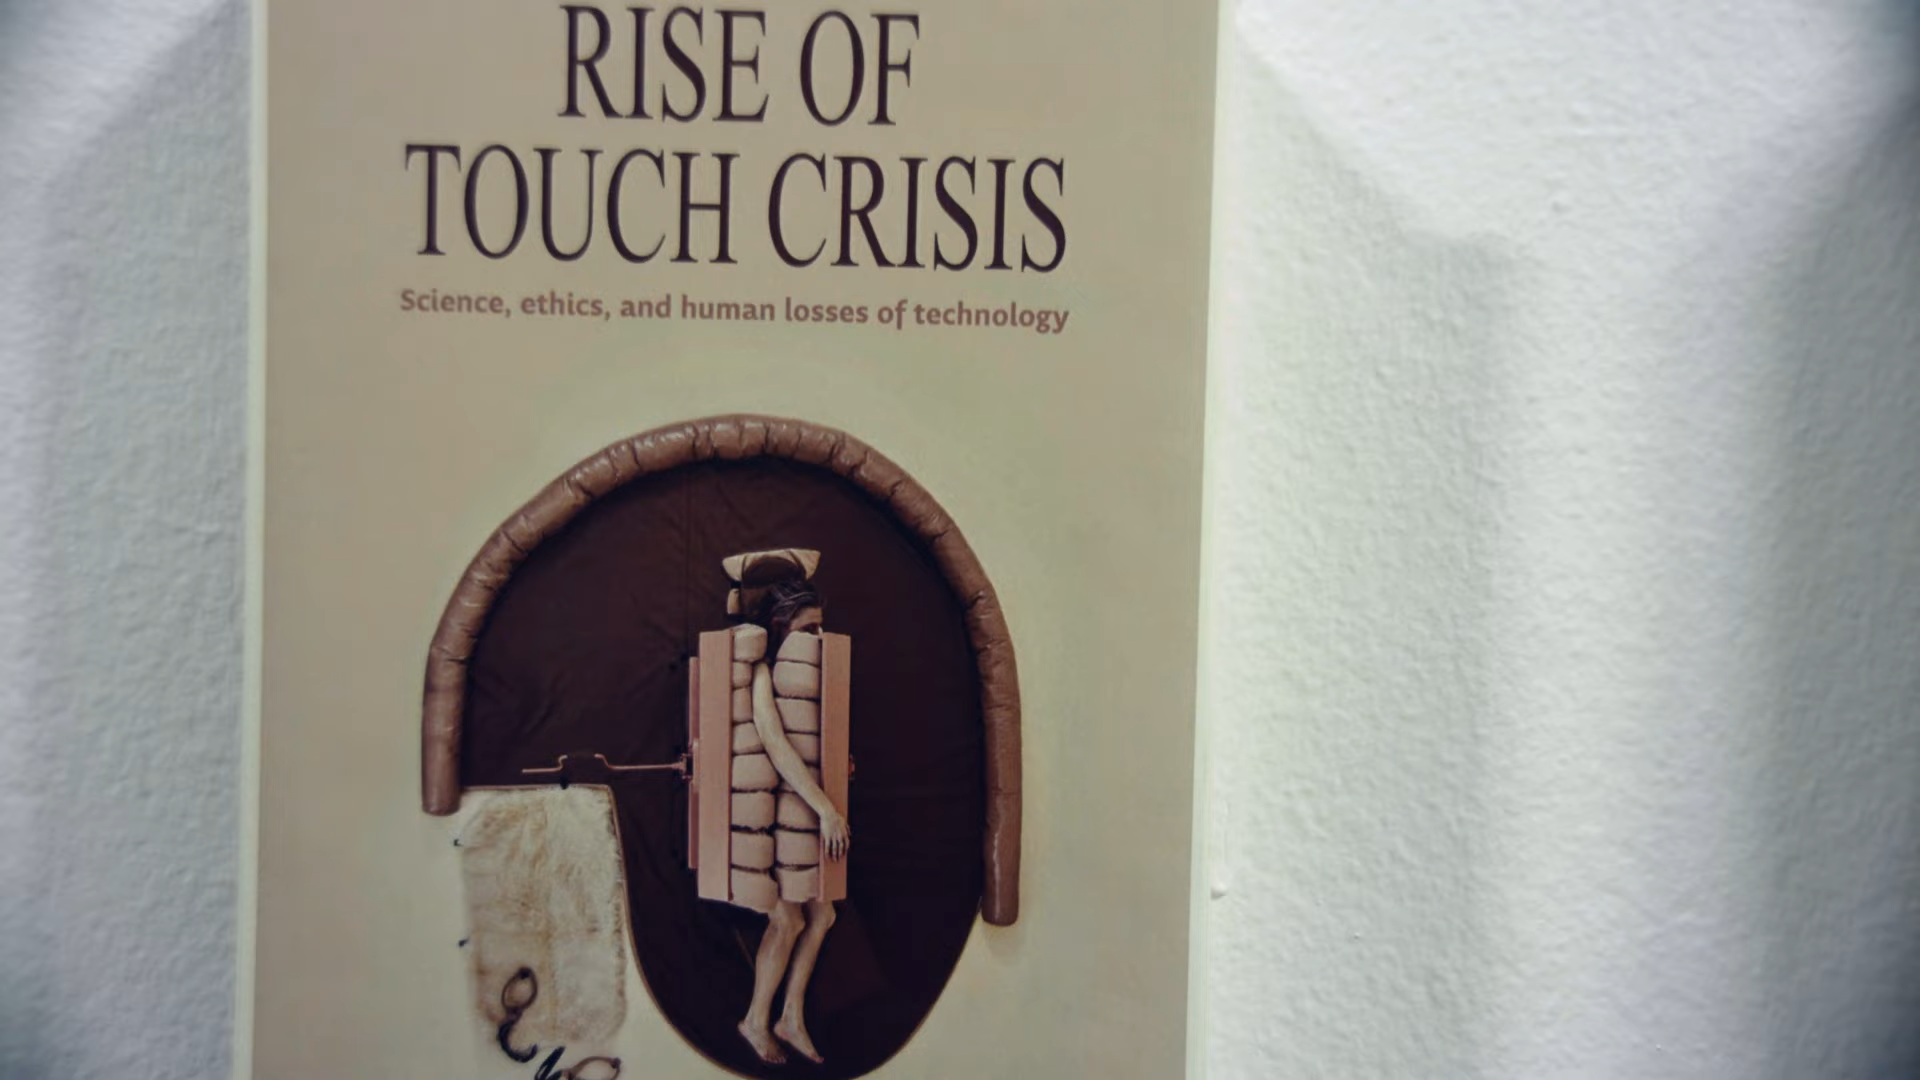 RISE OF
TOUCH CRISIS
Science, ethics, and human losses of technology